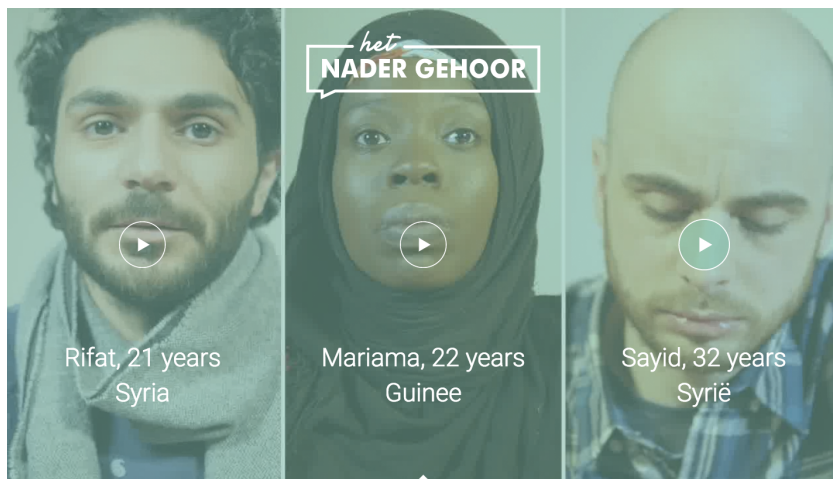 het
NADER GEHOOR
Rifat, 21 years
Syria
Mariama, 22 years
Guinee
Sayid, 32 years
Syrië